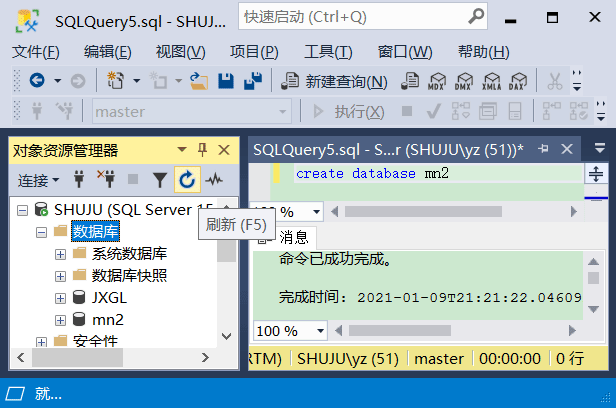 SQLQuery5.sql - SHUJ...
快速启动 (Ctrl+Q)
文件(F) 编辑(E) 视图(V) 项目(P) 工具(T) 窗口(W) 帮助(H)
新建查询(N) MDX DMX XMLA DAX
master 执行(X)
对象资源管理器
SQLQuery5.sql - S...r (SHUJU\yz (51))*
连接
create database mn2
SHUJU (SQL Server 15
100 %
刷新 (F5)
数据库
消息
系统数据库
命令已成功完成。
数据库快照
JXGL
完成时间: 2021-01-09T21:21:22.04609
mn2
100 %
安全性
RTM) SHUJU\yz (51) master 00:00:00 0 行
就...